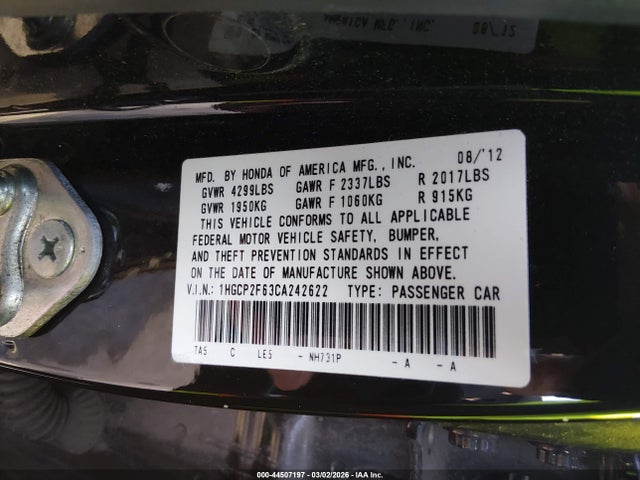 MFD. BY HONDA OF AMERICA MFG., INC. 08/'12
GVWR 4299LBS GAWR F 2337LBS R 2017LBS
GVWR 1950KG GAWR F 1060KG R 915KG
THIS VEHICLE CONFORMS TO ALL APPLICABLE
FEDERAL MOTOR VEHICLE SAFETY, BUMPER,
AND THEFT PREVENTION STANDARDS IN EFFECT
ON THE DATE OF MANUFACTURE SHOWN ABOVE.
V.I.N.: 1HGCP2F63CA242622 TYPE: PASSENGER CAR
TA5 C LE5 - NH731P - A - A
000-44507197 - 03/02/2026 - IAA Inc.